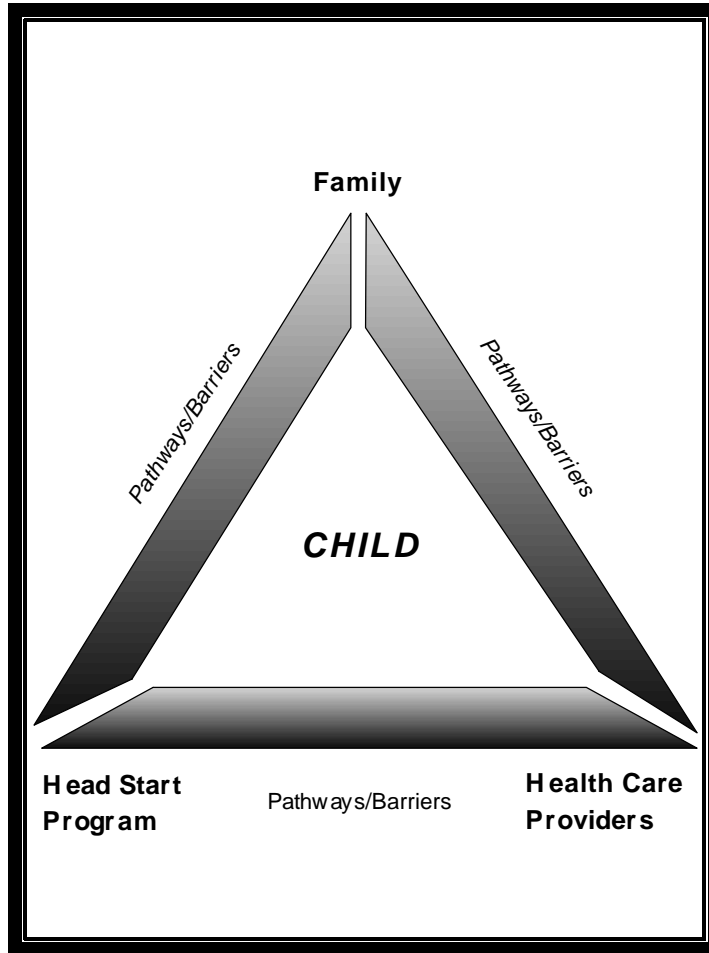 Family
Pathways/Barriers
Pathways/Barriers
CHILD
Head Start
Program
Pathways/Barriers
Health Care
Providers